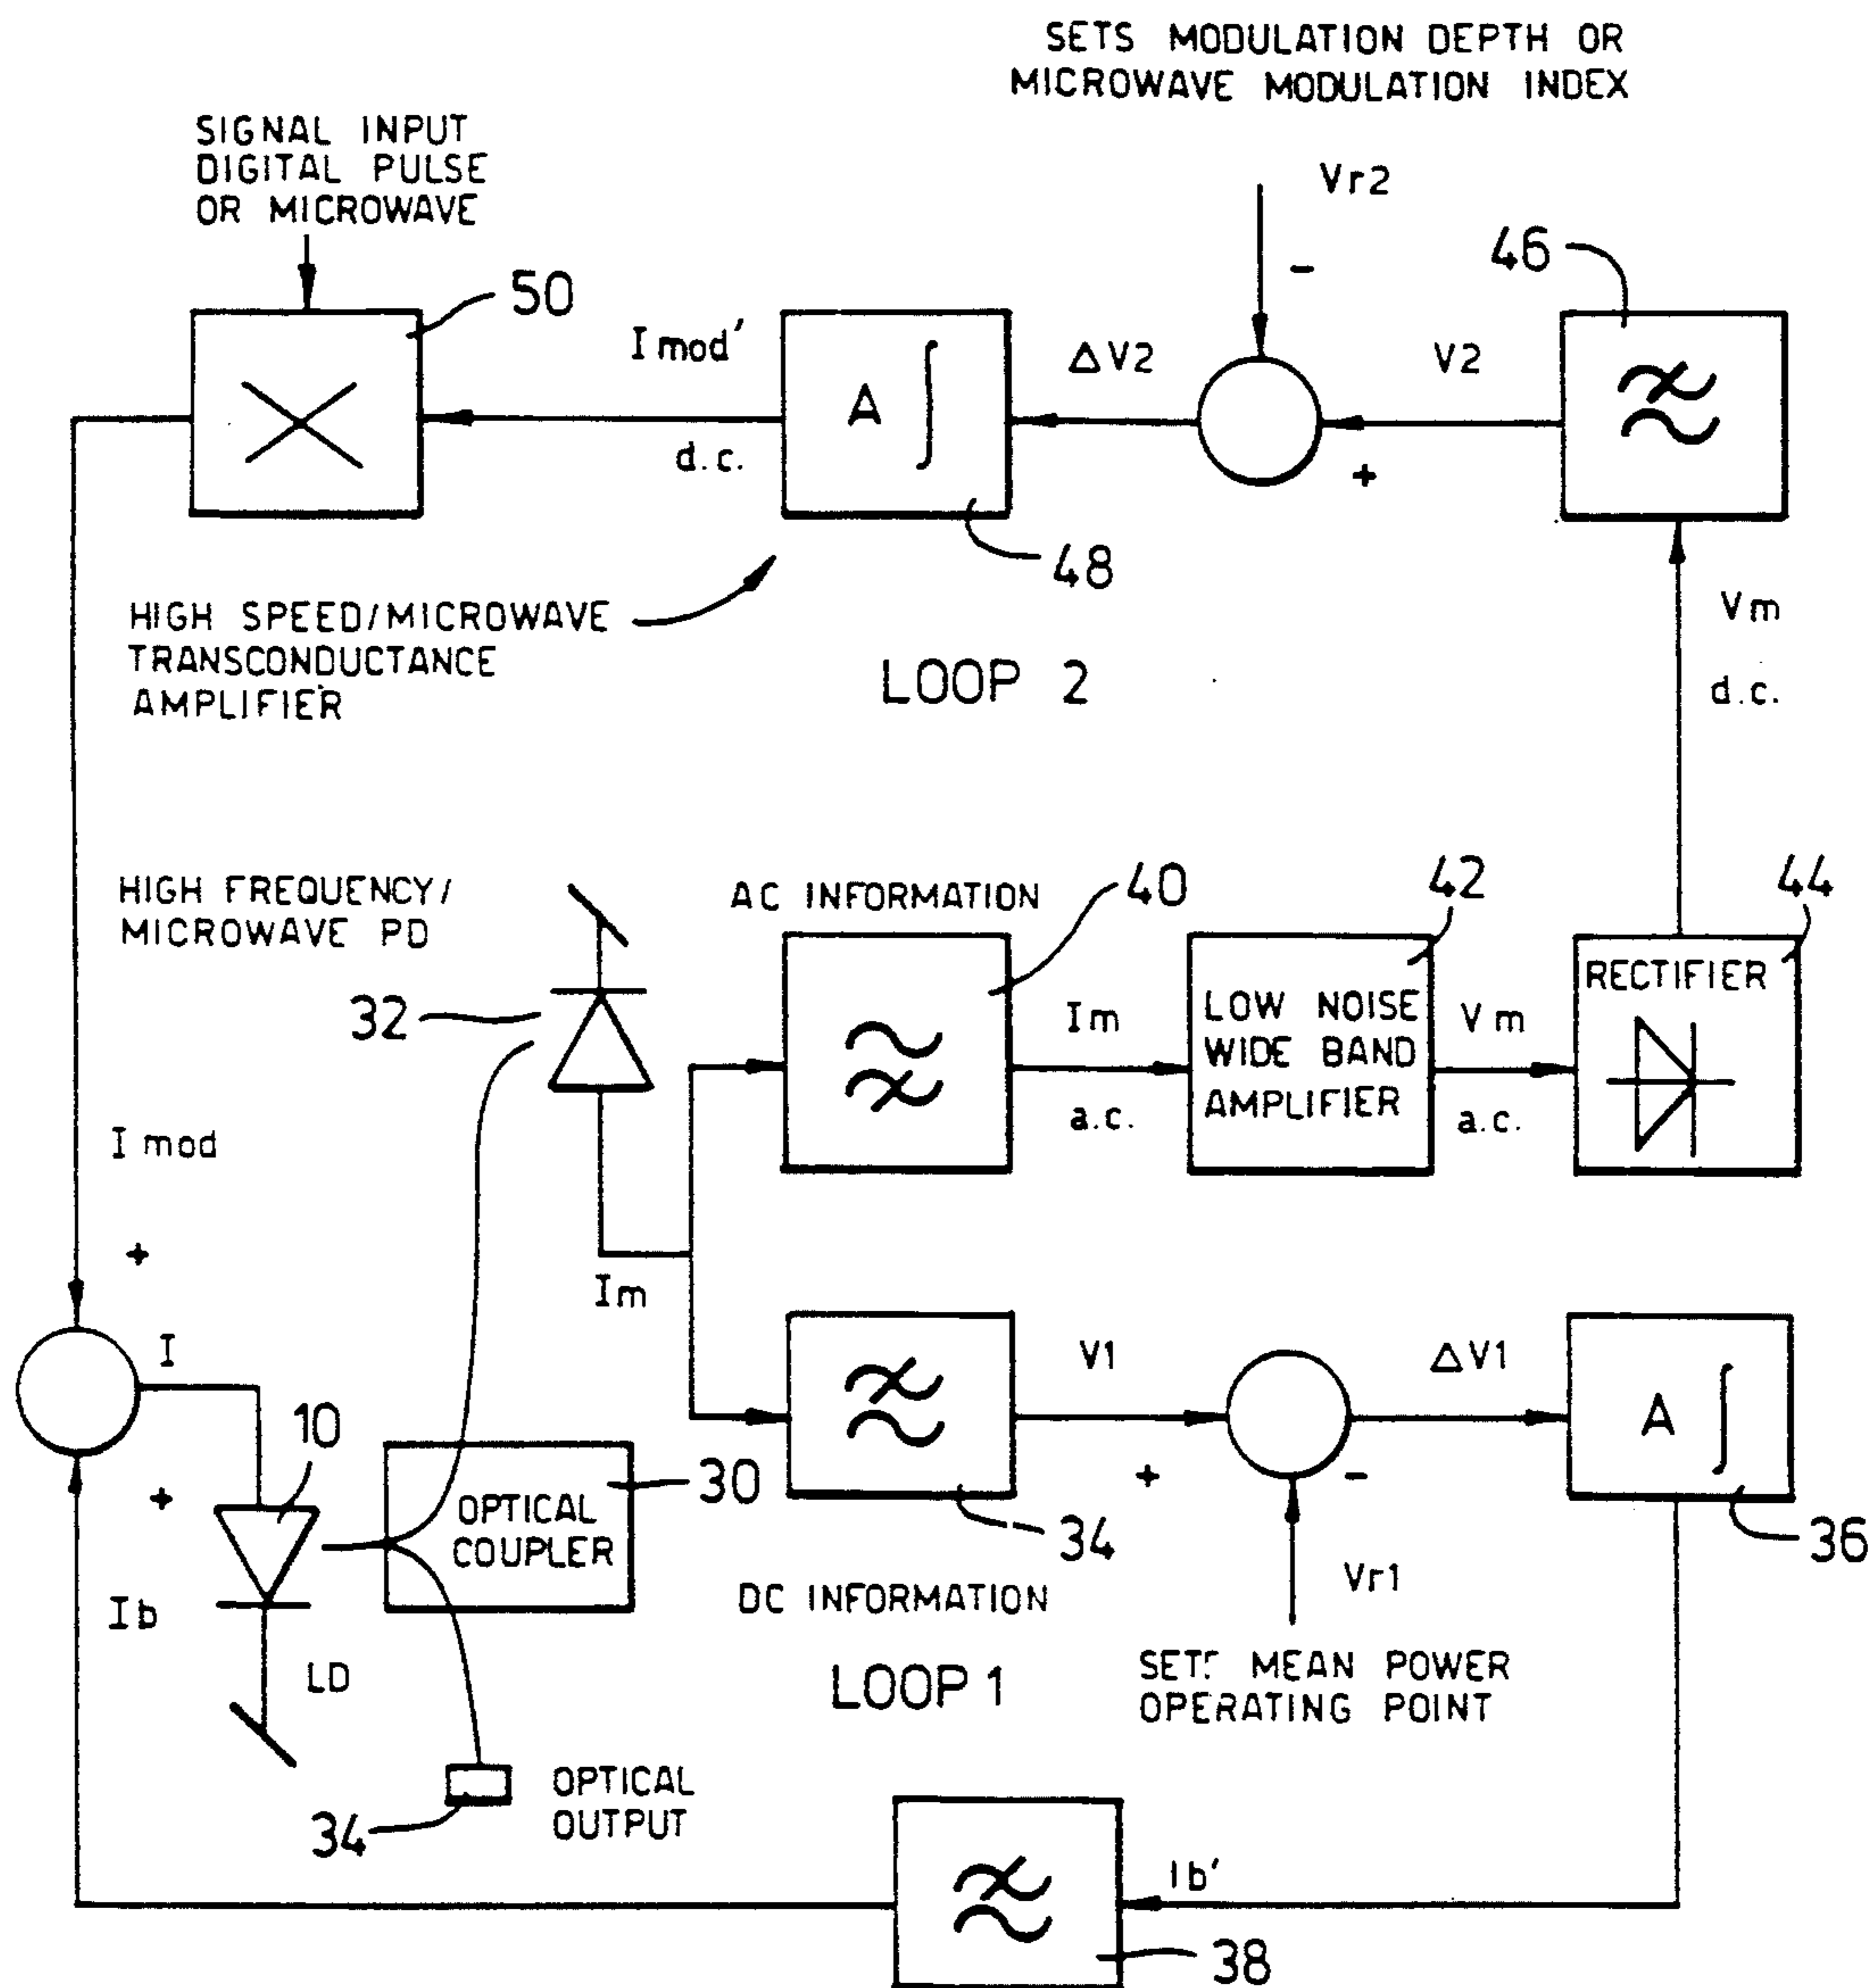 SETS MODULATION DEPTH OR
MICROWAVE MODULATION INDEX
SIGNAL INPUT
DIGITAL PULSE
OR MICROWAVE
Vr2
-
46
50
I mod'
d.c.
A ∫
48
ΔV2
V2
+
HIGH SPEED/MICROWAVE
TRANSCONDUCTANCE
AMPLIFIER
LOOP 2
Vm
d.c.
HIGH FREQUENCY/
MICROWAVE PD
32
AC INFORMATION
40
42
44
Im
a.c.
LOW NOISE
WIDE BAND
AMPLIFIER
Vm
a.c.
RECTIFIER
I mod
+
Im
I
10
+
Ib
LD
OPTICAL
COUPLER
30
V1
+
-
ΔV1
A ∫
34
36
DC INFORMATION
Vr1
LOOP 1
MEAN POWER
OPERATING POINT
34
OPTICAL
OUTPUT
Ib'
38